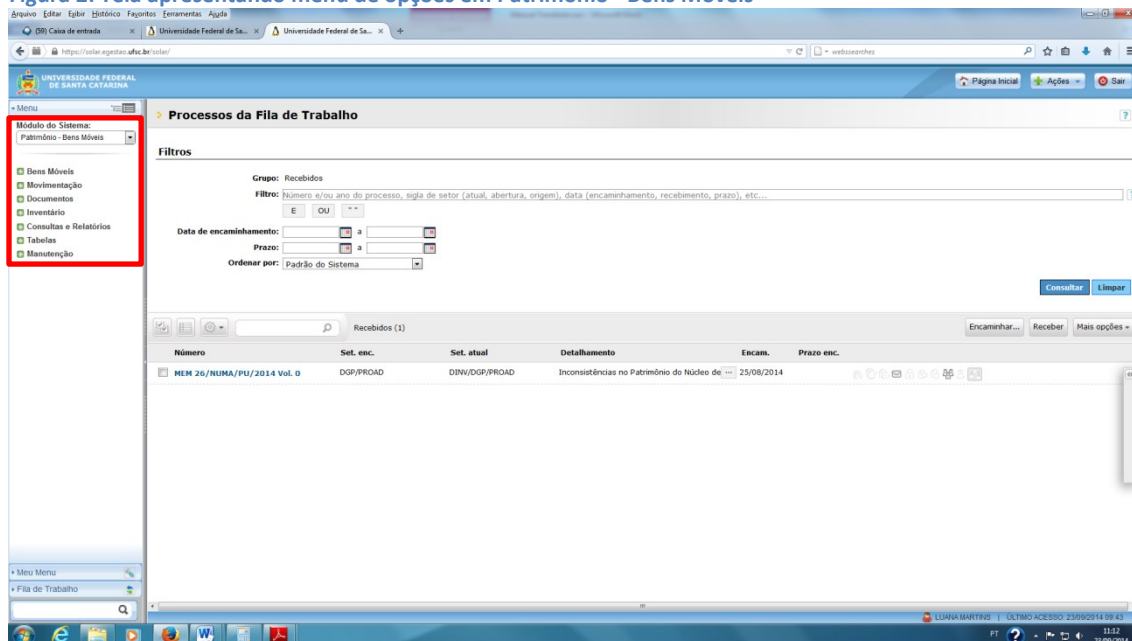 Figura 2: Tela apresentando menu de opções em Patrimônio - Bens Móveis
Arquivo Editar Exibir Histórico Favoritos Ferramentas Ajuda
(59) Caixa de entrada × Universidade Federal de Sa... × Universidade Federal de Sa... × +
https://solar.egestao.ufsc.br/solar/ websearches
UNIVERSIDADE FEDERAL
DE SANTA CATARINA
Página Inicial Ações Sair
Menu
Módulo do Sistema:
Patrimônio - Bens Móveis
Bens Móveis
Movimentação
Documentos
Inventário
Consultas e Relatórios
Tabelas
Manutenção
Processos da Fila de Trabalho ?
Filtros
Grupo: Recebidos
Filtro: Número e/ou ano do processo, sigla de setor (atual, abertura, origem), data (encaminhamento, recebimento, prazo), etc...
E OU " "
Data de encaminhamento: a
Prazo: a
Ordenar por: Padrão do Sistema
Consultar Limpar
Recebidos (1) Encaminhar... Receber Mais opções
Número Set. enc. Set. atual Detalhamento Encam. Prazo enc.
MEM 26/NUMA/PU/2014 Vol. 0 DGP/PROAD DINV/DGP/PROAD Inconsistências no Patrimônio do Núcleo de ... 25/08/2014
Meu Menu
Fila de Trabalho
LUANA MARTINS | ÚLTIMO ACESSO: 23/09/2014 09:43
PT 11:12
23/09/2014